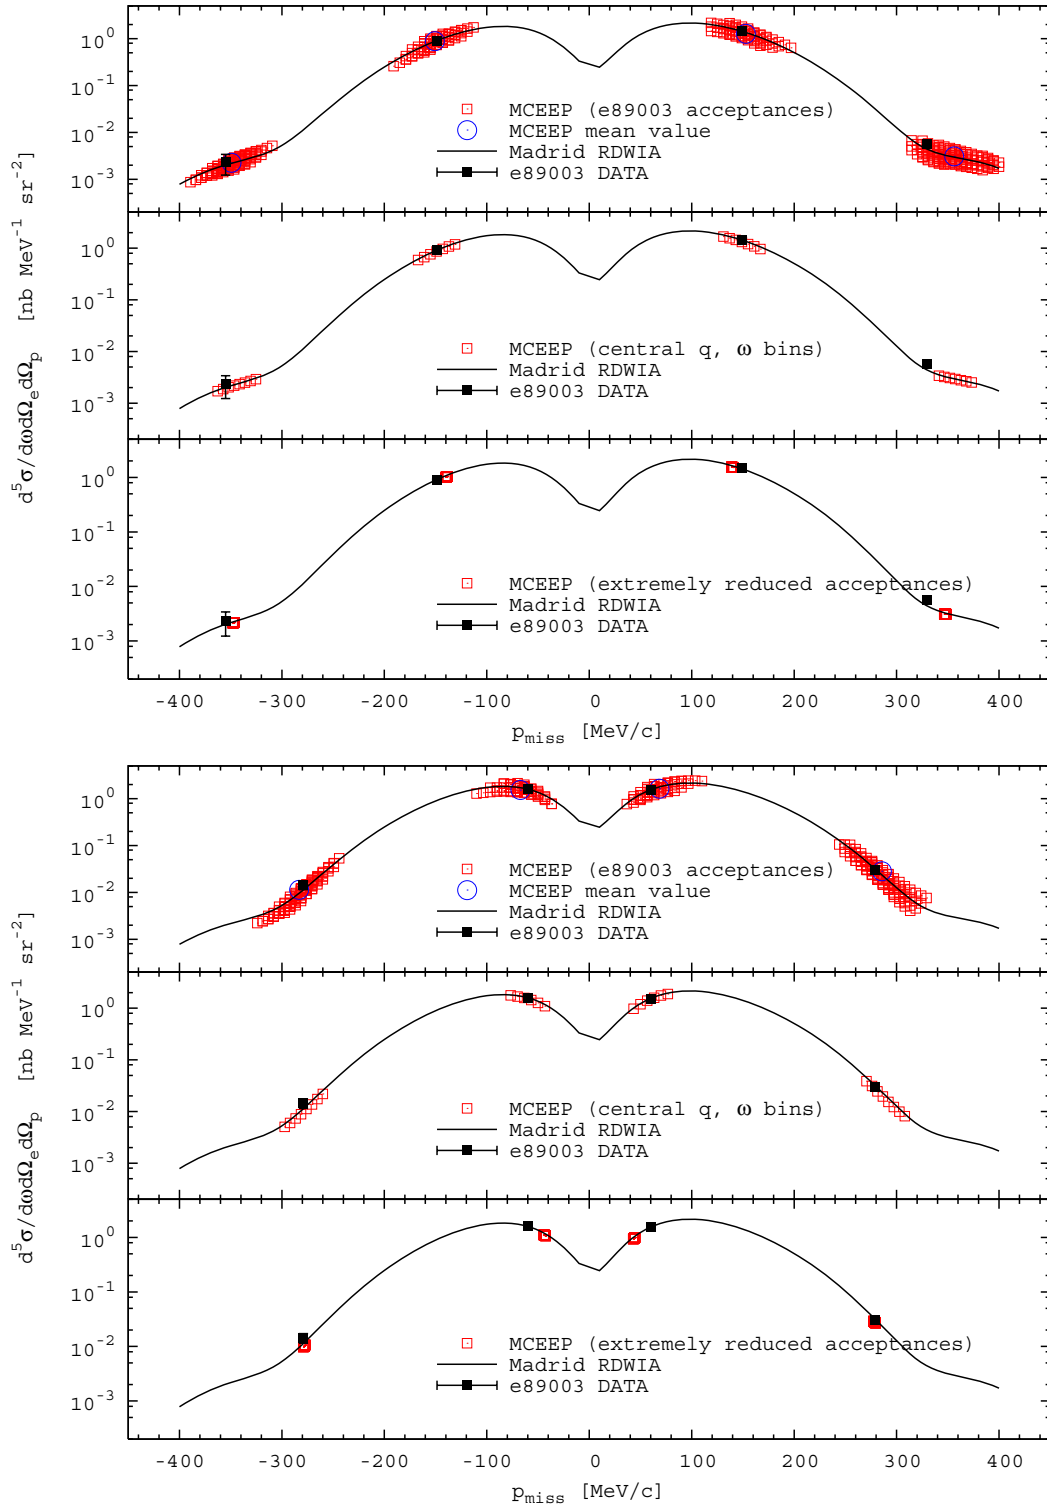 10^0
10^-1
10^-2
10^-3
MCEEP (e89003 acceptances)
MCEEP mean value
Madrid RDWIA
e89003 DATA
10^0
10^-1
10^-2
10^-3
MCEEP (central q, ω bins)
Madrid RDWIA
e89003 DATA
10^0
10^-1
10^-2
10^-3
MCEEP (extremely reduced acceptances)
Madrid RDWIA
e89003 DATA
d^5σ/dωdΩ_e dΩ_p [nb MeV^-1 sr^-2]
-400 -300 -200 -100 0 100 200 300 400
p_miss [MeV/c]
10^0
10^-1
10^-2
10^-3
MCEEP (e89003 acceptances)
MCEEP mean value
Madrid RDWIA
e89003 DATA
10^0
10^-1
10^-2
10^-3
MCEEP (central q, ω bins)
Madrid RDWIA
e89003 DATA
10^0
10^-1
10^-2
10^-3
MCEEP (extremely reduced acceptances)
Madrid RDWIA
e89003 DATA
d^5σ/dωdΩ_e dΩ_p [nb MeV^-1 sr^-2]
-400 -300 -200 -100 0 100 200 300 400
p_miss [MeV/c]